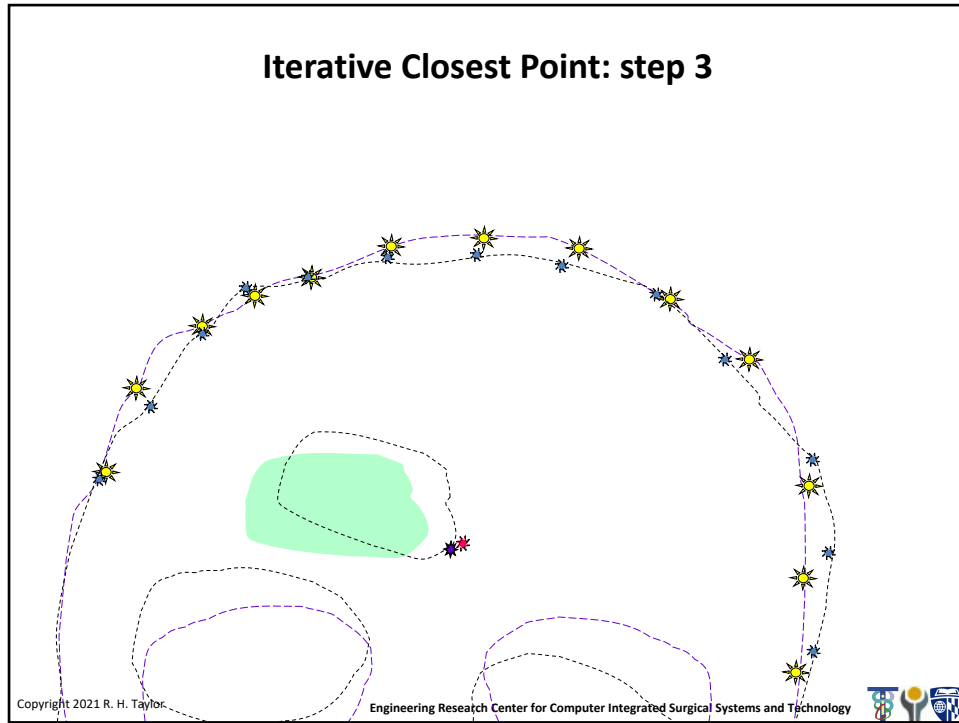 Iterative Closest Point: step 3
Copyright 2021 R. H. Taylor
Engineering Research Center for Computer Integrated Surgical Systems and Technology